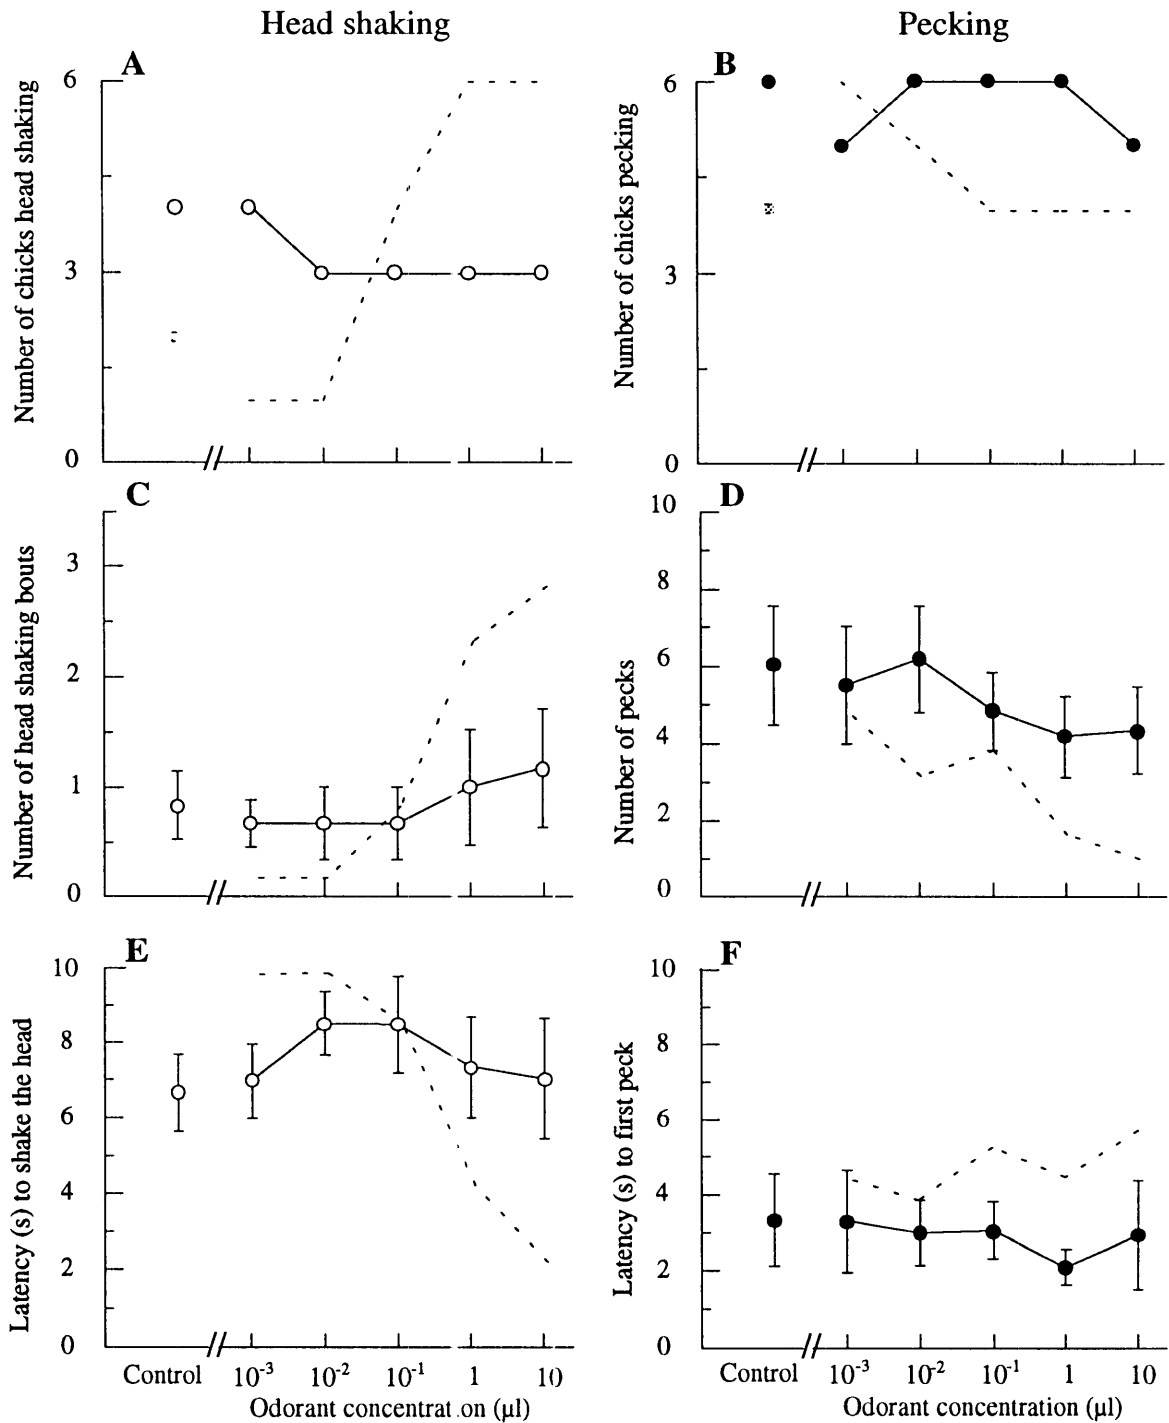 Head shaking
Pecking
A
Number of chicks head shaking
6
3
0
B
Number of chicks pecking
6
3
0
C
Number of head shaking bouts
3
2
1
0
D
Number of pecks
10
8
6
4
2
0
E
Latency (s) to shake the head
10
8
6
4
2
0
Control 10⁻³ 10⁻² 10⁻¹ 1 10
Odorant concentrat.on (µl)
F
Latency (s) to first peck
10
8
6
4
2
0
Control 10⁻³ 10⁻² 10⁻¹ 1 10
Odorant concentration (µl)